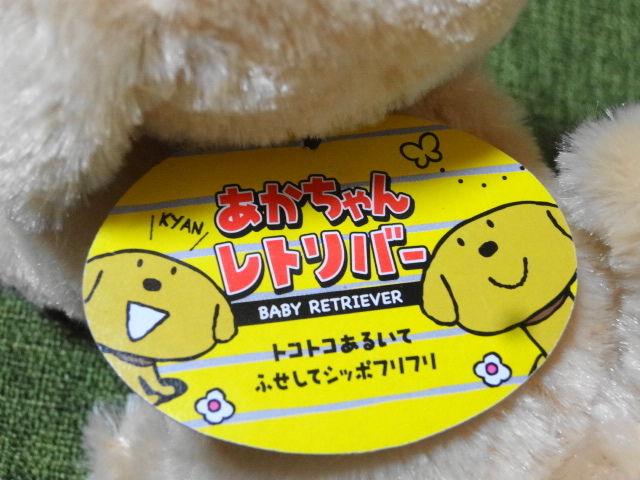 KYAN
あかちゃん
レトリバー
BABY RETRIEVER
トコトコあるいて
ふせしてシッポフリフリ